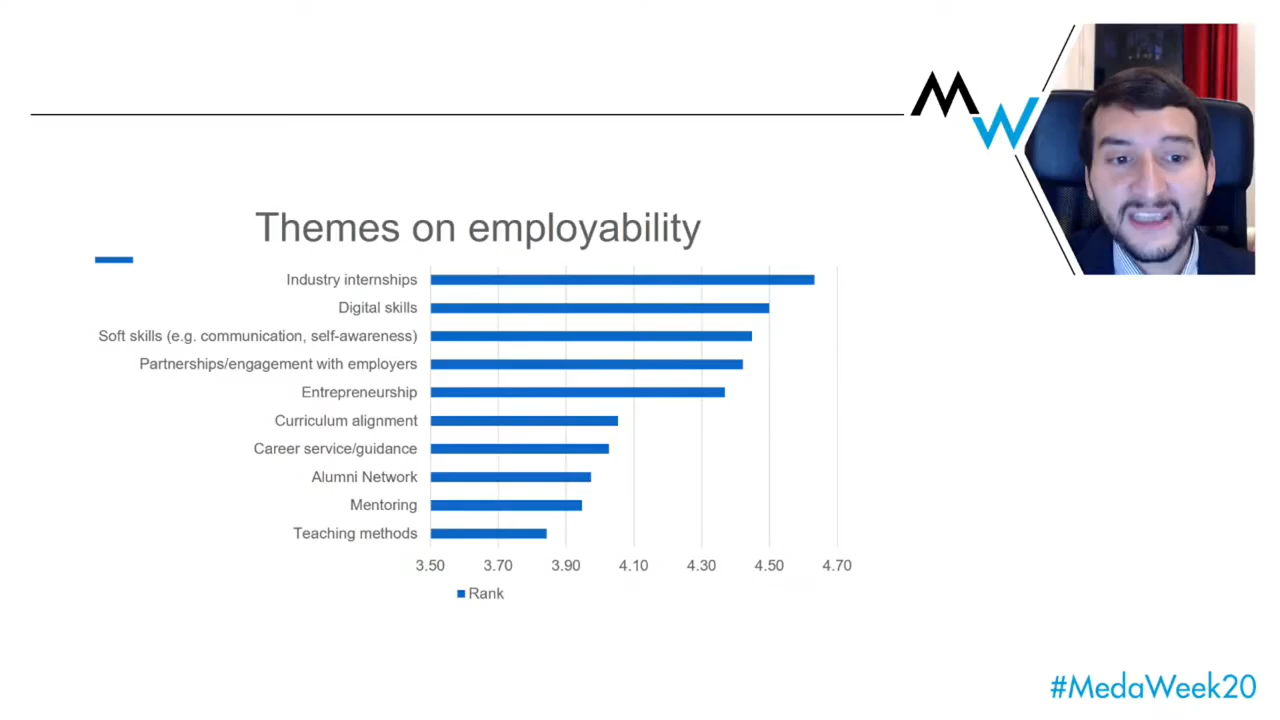 MW
Themes on employability
Industry internships
Digital skills
Soft skills (e.g. communication, self-awareness)
Partnerships/engagement with employers
Entrepreneurship
Curriculum alignment
Career service/guidance
Alumni Network
Mentoring
Teaching methods
3.50 3.70 3.90 4.10 4.30 4.50 4.70
Rank
#MedaWeek20